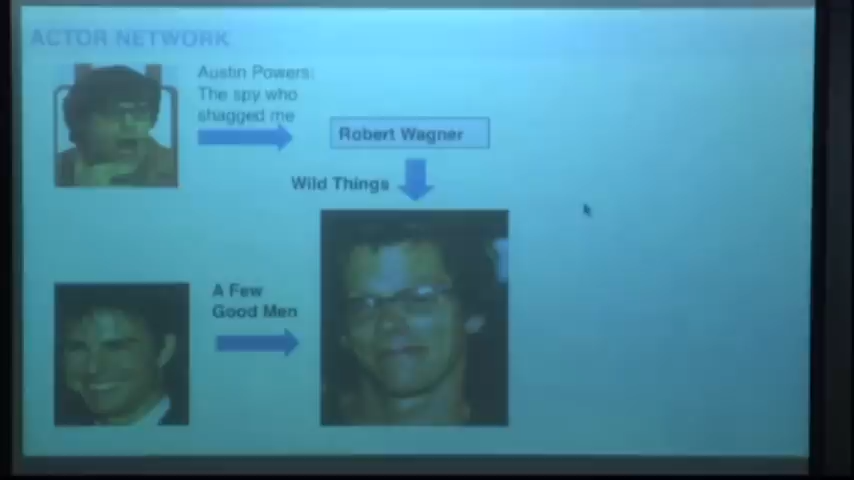 ACTOR NETWORK
Austin Powers:
The spy who
shagged me
Robert Wagner
Wild Things
A Few
Good Men